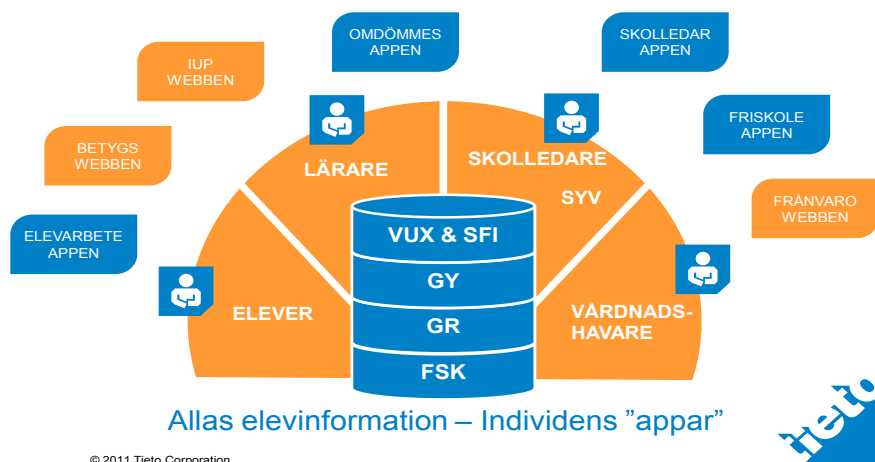 OMDÖMMES
APPEN
SKOLLEDAR
APPEN
IUP
WEBBEN
FRISKOLE
APPEN
BETYGS
WEBBEN
LÄRARE
SKOLLEDARE
SYV
FRÅNVARO
WEBBEN
ELEVARBETE
APPEN
VUX & SFI
GY
ELEVER
GR
VÅRDNADS-
HAVARE
FSK
Allas elevinformation – Individens ”appar”
tieto
© 2011 Tieto Corporation